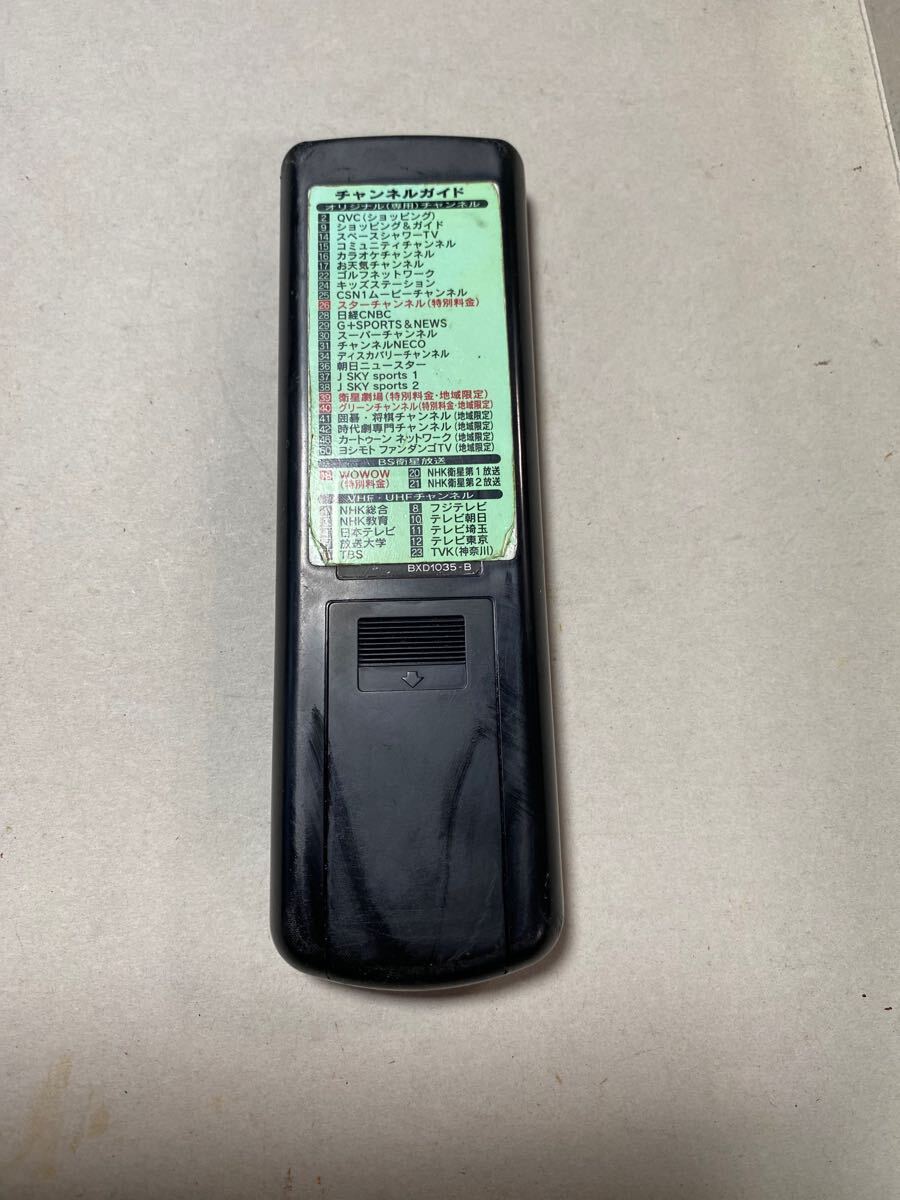 チャンネルガイド
オリジナル(専用)チャンネル
2 QVC(ショッピング)
9 ショッピング&ガイド
14 スペースシャワーTV
15 コミュニティチャンネル
16 カラオケチャンネル
17 お天気チャンネル
22 ゴルフネットワーク
24 キッズステーション
25 CSN1ムービーチャンネル
26 スターチャンネル(特別料金)
28 日経CNBC
29 G+SPORTS&NEWS
30 スーパーチャンネル
31 チャンネルNECO
34 ディスカバリーチャンネル
36 朝日ニュースター
37 J SKY sports 1
38 J SKY sports 2
39 衛星劇場(特別料金・地域限定)
40 グリーンチャンネル(特別料金・地域限定)
41 囲碁・将棋チャンネル(地域限定)
42 時代劇専門チャンネル(地域限定)
カートゥーン ネットワーク(地域限定)
60 ヨシモト ファンダンゴTV(地域限定)
BS衛星放送
WOWOW
(特別料金)
20 NHK衛星第1放送
21 NHK衛星第2放送
VHF・UHFチャンネル
NHK総合
NHK教育
日本テレビ
放送大学
TBS
8 フジテレビ
10 テレビ朝日
11 テレビ埼玉
12 テレビ東京
23 TVK(神奈川)
BXD1035-B